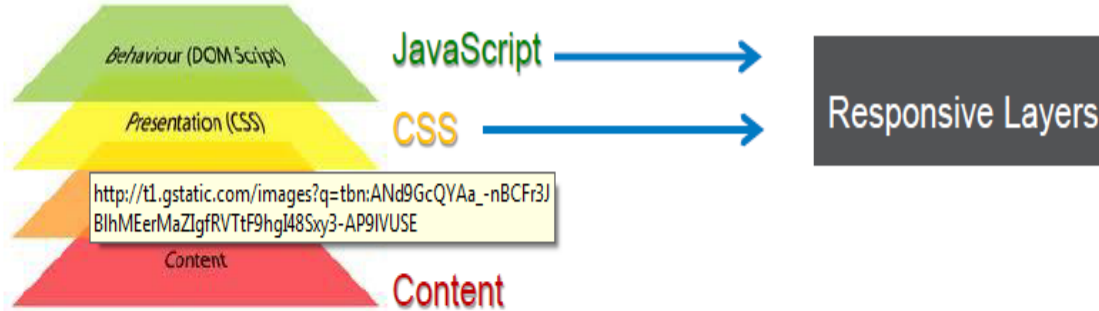 Behaviour (DOM Script)
JavaScript
Responsive Layers
Presentation (CSS)
CSS
http://t1.gstatic.com/images?q=tbn:ANd9GcQYAa_-nBCFr3J
BIhMEerMaZIgfRVTtF9hgI48Sxy3-AP9IVUSE
Content
Content